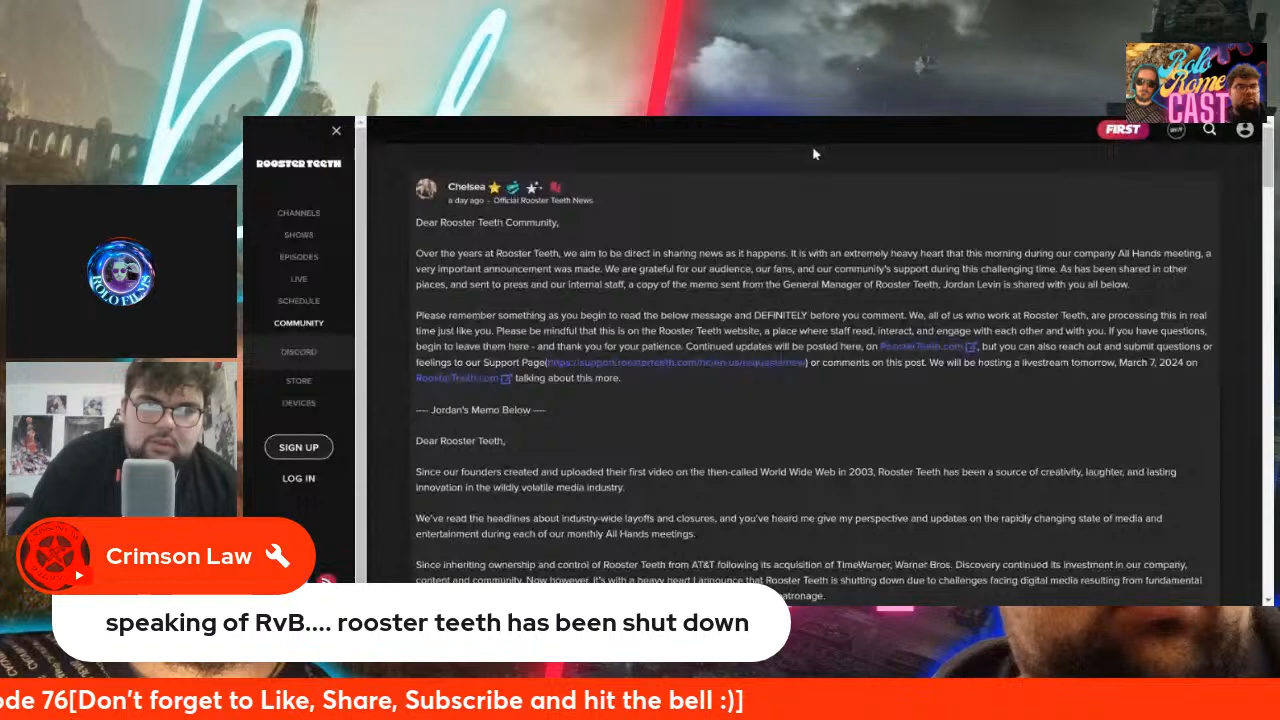 Rolo
Rome
CAST
FIRST
ROOSTER TEETH
CHANNELS
SHOWS
EPISODES
LIVE
SCHEDULE
COMMUNITY
DISCORD
STORE
DEVICES
SIGN UP
LOG IN
ROLO FILMS
Chelsea
a day ago - Official Rooster Teeth News
Dear Rooster Teeth Community,
Over the years at Rooster Teeth, we aim to be direct in sharing news as it happens. It is with an extremely heavy heart that this morning during our company All Hands meeting, a
very important announcement was made. We are grateful for our audience, our fans, and our community's support during this challenging time. As has been shared in other
places, and sent to press and our internal staff, a copy of the memo sent from the General Manager of Rooster Teeth, Jordan Levin is shared with you all below.
Please remember something as you begin to read the below message and DEFINITELY before you comment. We, all of us who work at Rooster Teeth, are processing this in real
time just like you. Please be mindful that this is on the Rooster Teeth website, a place where staff read, interact, and engage with each other and with you. If you have questions,
begin to leave them here - and thank you for your patience. Continued updates will be posted here, on RoosterTeeth.com, but you can also reach out and submit questions or
feelings to our Support Page(https://support.roosterteeth.com/hc/en-us/requests/new) or comments on this post. We will be hosting a livestream tomorrow, March 7, 2024 on
RoosterTeeth.com talking about this more.
---- Jordan's Memo Below ----
Dear Rooster Teeth,
Since our founders created and uploaded their first video on the then-called World Wide Web in 2003, Rooster Teeth has been a source of creativity, laughter, and lasting
innovation in the wildly volatile media industry.
We've read the headlines about industry-wide layoffs and closures, and you've heard me give my perspective and updates on the rapidly changing state of media and
entertainment during each of our monthly All Hands meetings.
Since inheriting ownership and control of Rooster Teeth from AT&T following its acquisition of TimeWarner, Warner Bros. Discovery continued its investment in our company,
content and community. Now however, it's with a heavy heart I announce that Rooster Teeth is shutting down due to challenges facing digital media resulting from fundamental
patronage.
Crimson Law
speaking of RvB.... rooster teeth has been shut down
ode 76[Don't forget to Like, Share, Subscribe and hit the bell :)]